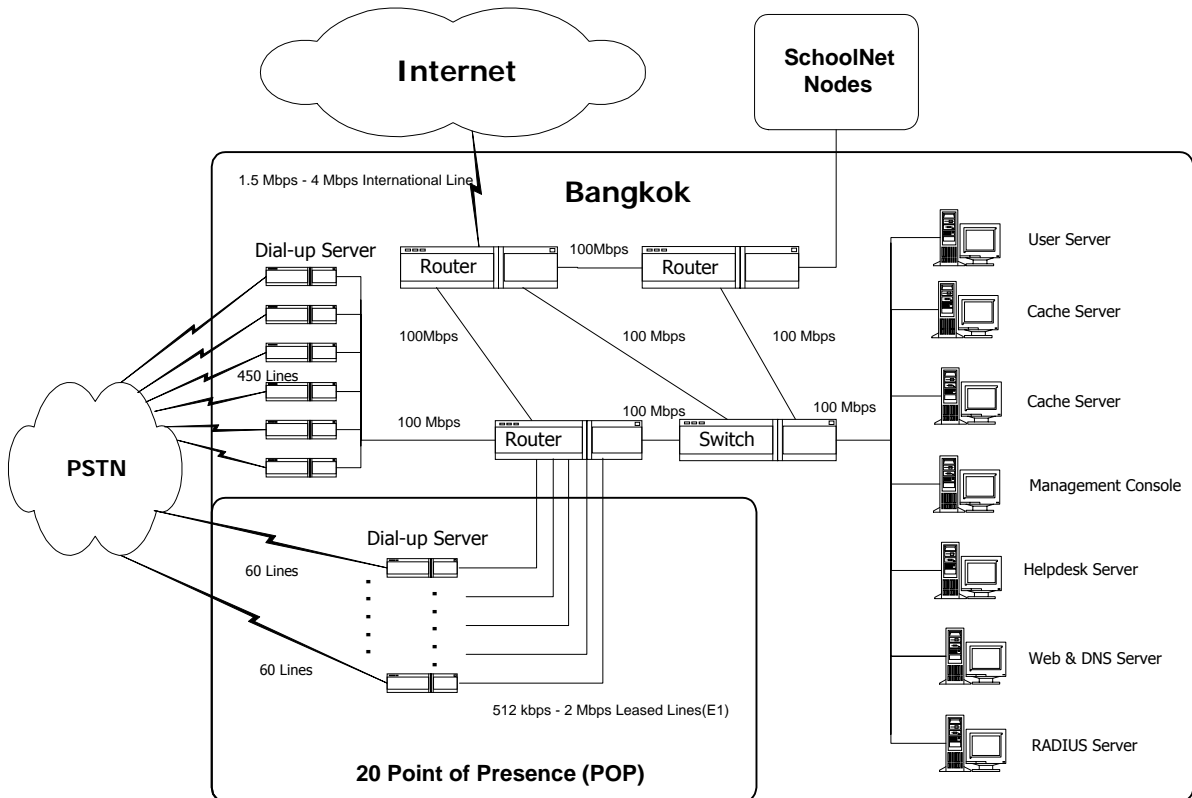 Internet
SchoolNet
Nodes
1.5 Mbps - 4 Mbps International Line
Bangkok
Dial-up Server
Router
100Mbps
Router
User Server
Cache Server
100Mbps
100 Mbps
100 Mbps
450 Lines
Cache Server
100 Mbps
Router
100 Mbps
Switch
100 Mbps
PSTN
Management Console
Dial-up Server
60 Lines
Helpdesk Server
60 Lines
Web & DNS Server
512 kbps - 2 Mbps Leased Lines(E1)
RADIUS Server
20 Point of Presence (POP)